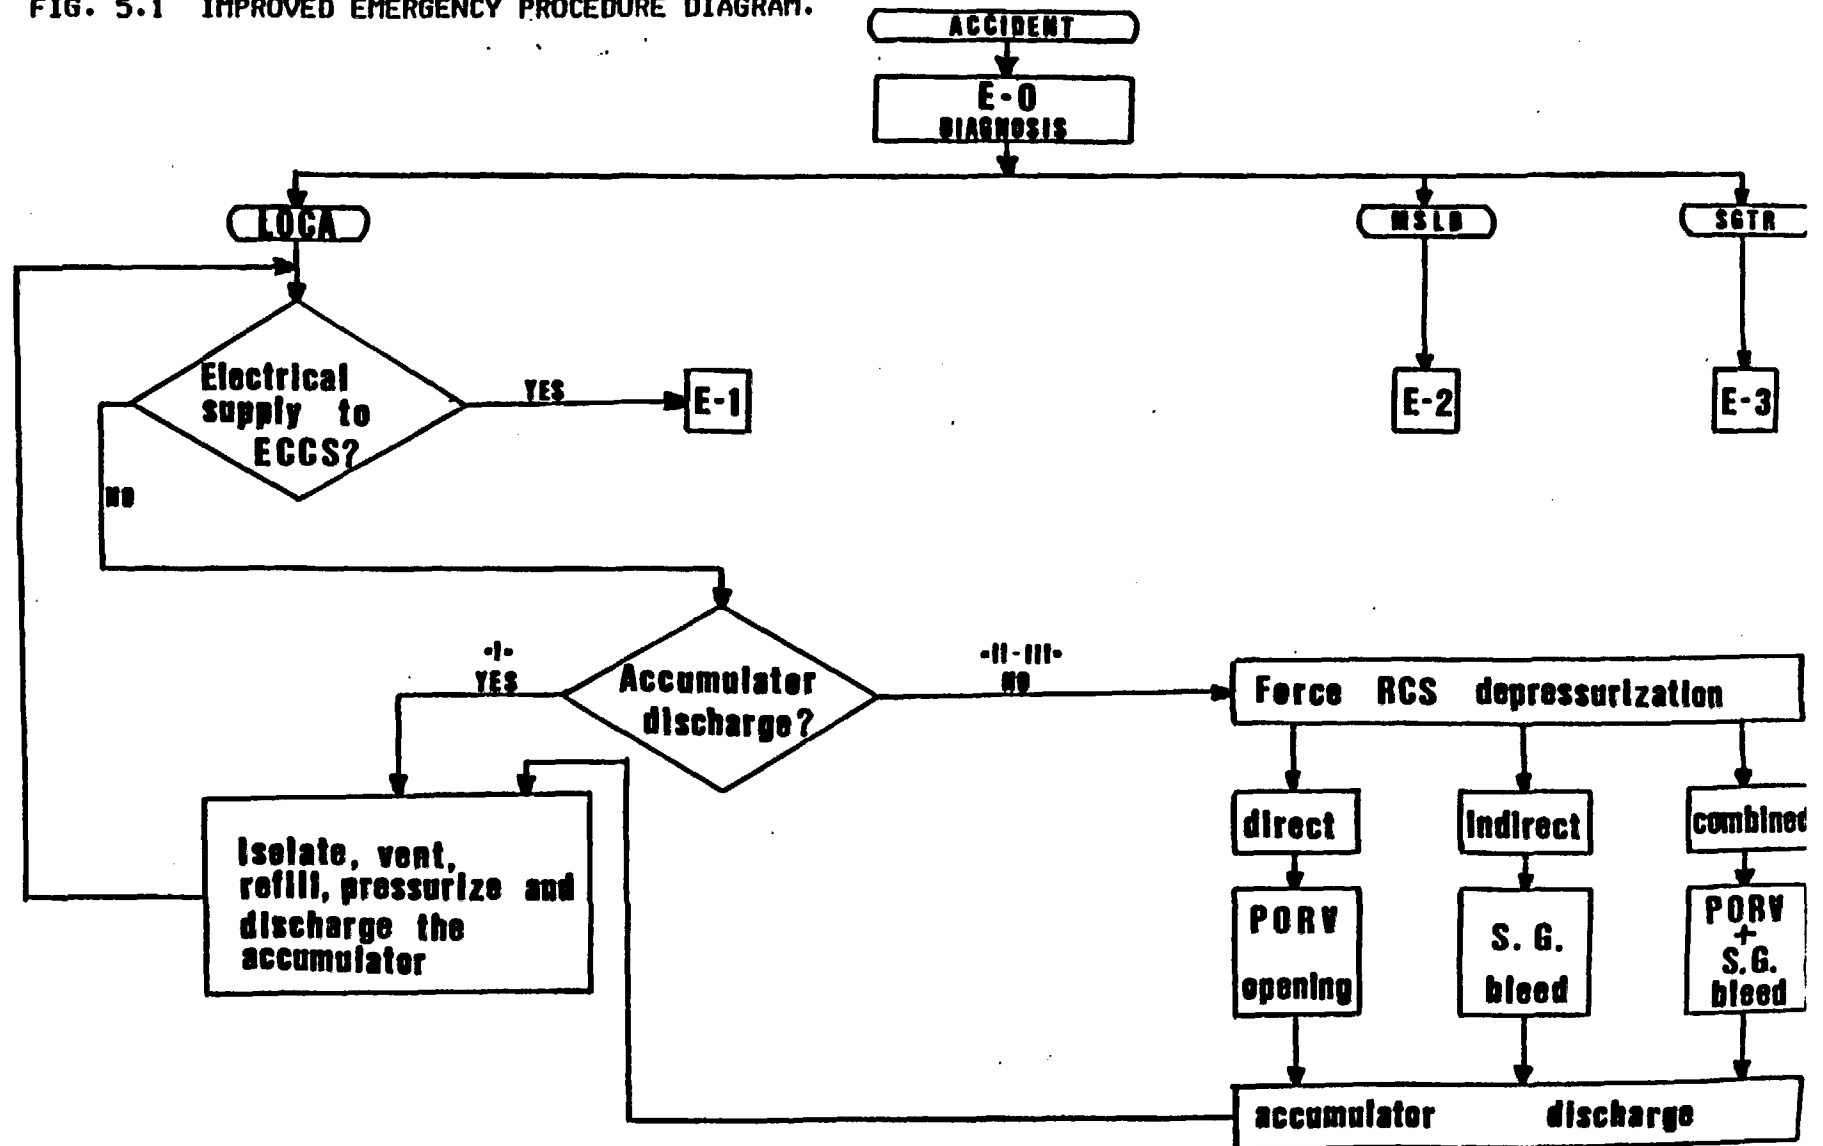 FIG. 5.1 IMPROVED EMERGENCY PROCEDURE DIAGRAM.
ACCIDENT
E-0
DIAGNOSIS
LOCA
MSLB
SGTR
Electrical
supply to
ECCS?
YES
E-1
E-2
E-3
NO
-I-
YES
Accumulator
discharge?
-II-III-
NO
Force RCS depressurization
direct
indirect
combined
Isolate, vent,
refill, pressurize and
discharge the
accumulator
PORV
opening
S. G.
bleed
PORV
+
S.G.
bleed
accumulator discharge